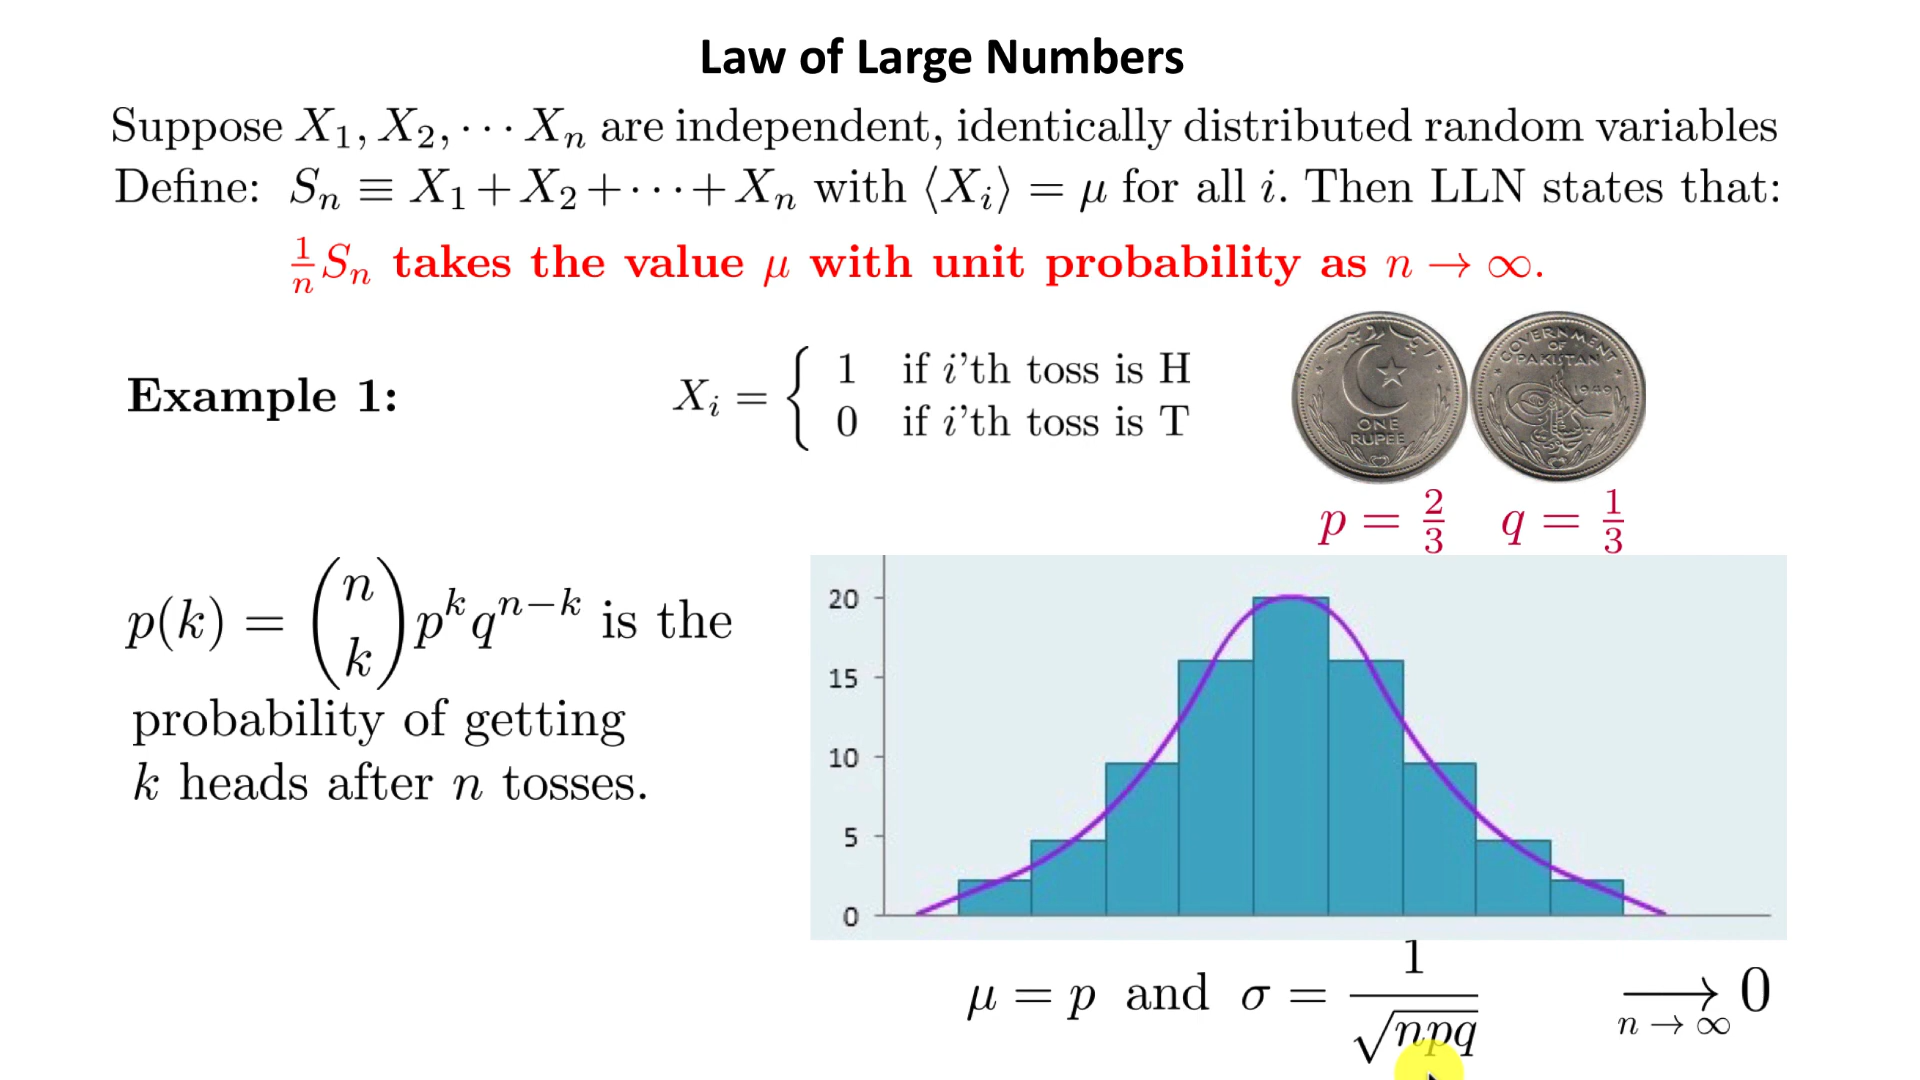 Law of Large Numbers
Suppose X₁, X₂, ··· Xₙ are independent, identically distributed random variables
Define: Sₙ ≡ X₁ + X₂ + ··· + Xₙ with ⟨Xᵢ⟩ = μ for all i. Then LLN states that:
1/n Sₙ takes the value μ with unit probability as n → ∞.
Example 1:
Xᵢ = { 1 if i’th toss is H
0 if i’th toss is T
ONE
RUPEE
GOVERNMENT
OF
PAKISTAN
1949
p = 2/3 q = 1/3
p(k) = (n k) pᵏqⁿ⁻ᵏ is the
probability of getting
k heads after n tosses.
20
15
10
5
0
μ = p and σ = 1/√npq ⟶ 0
n → ∞